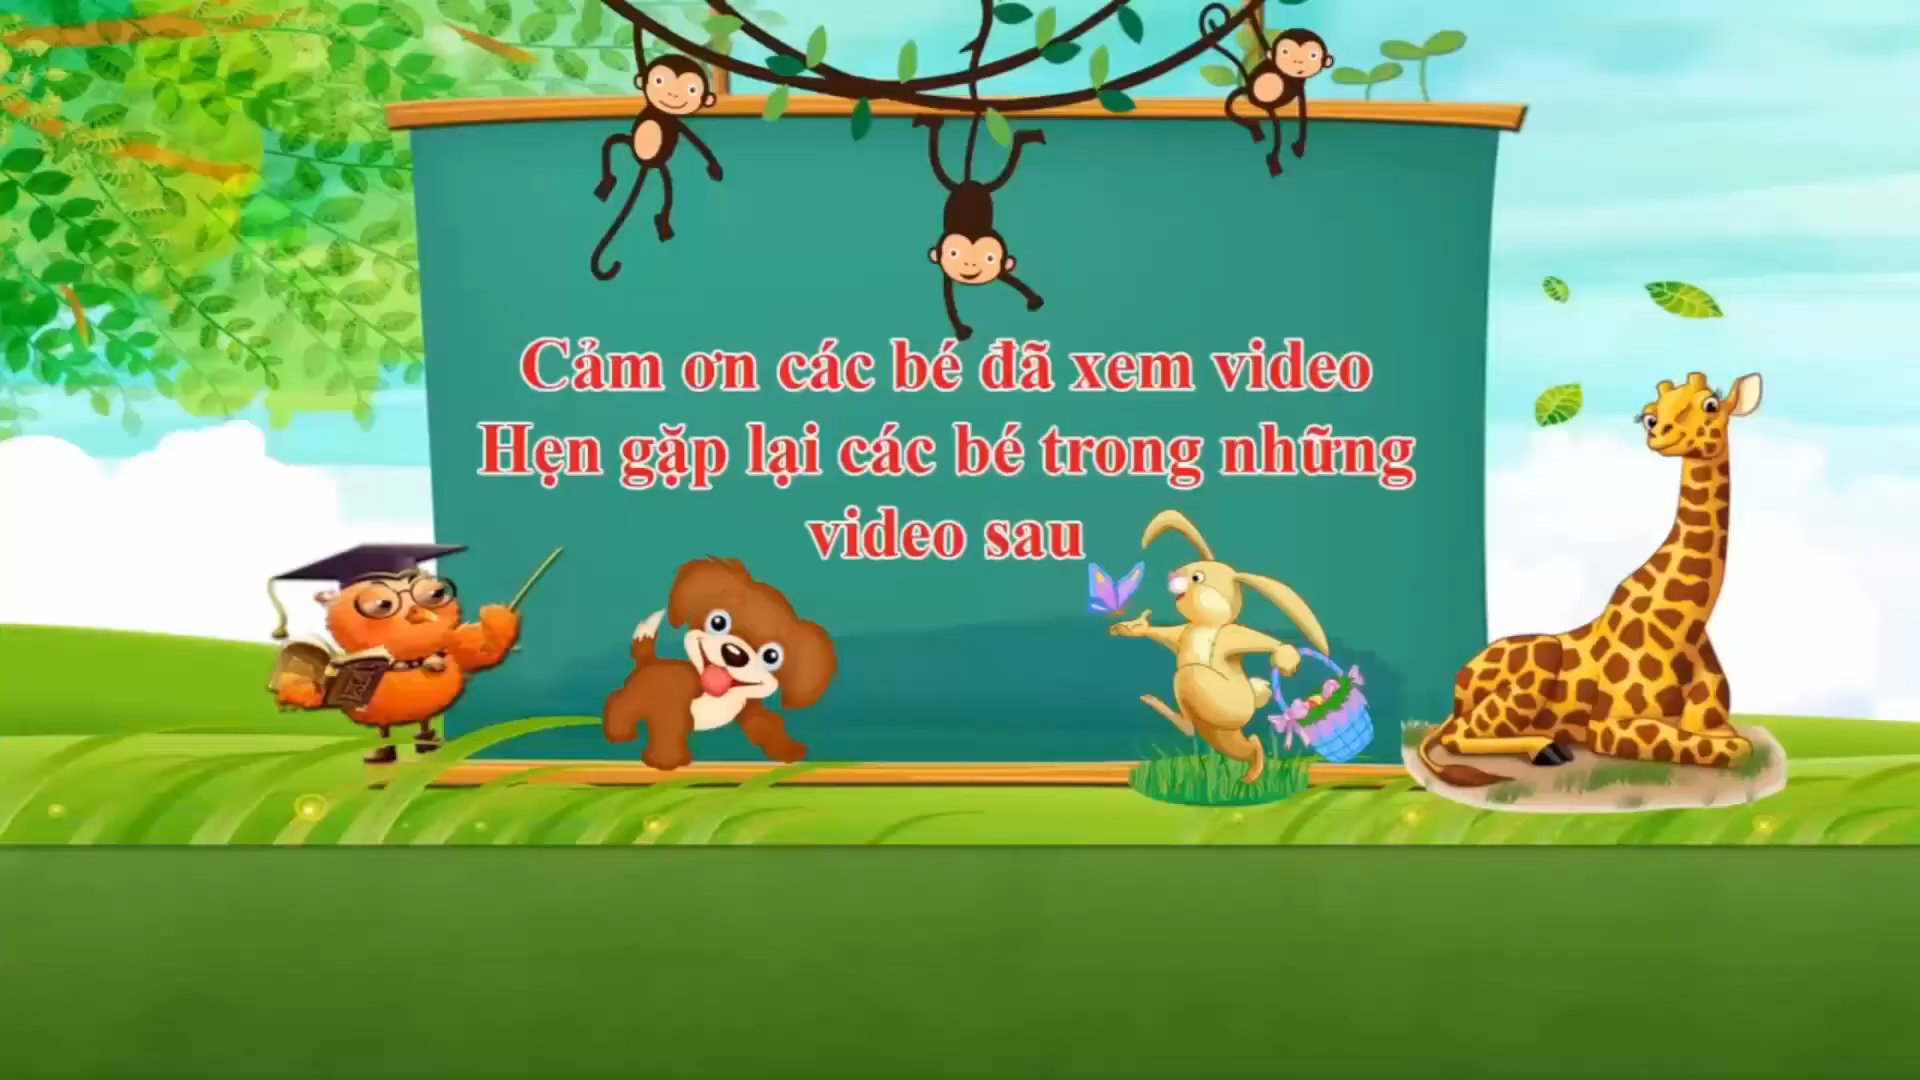 Cảm ơn các bé đã xem video
Hẹn gặp lại các bé trong những
video sau